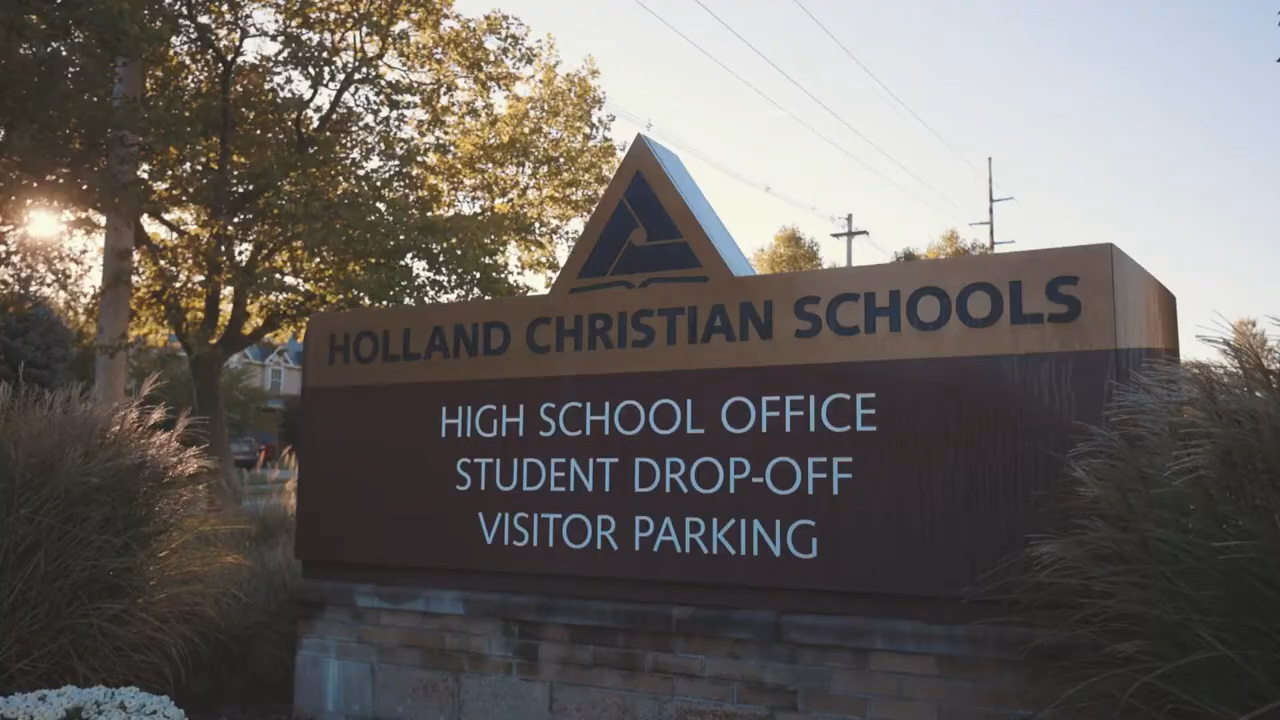 HOLLAND CHRISTIAN SCHOOLS
HIGH SCHOOL OFFICE
STUDENT DROP-OFF
VISITOR PARKING